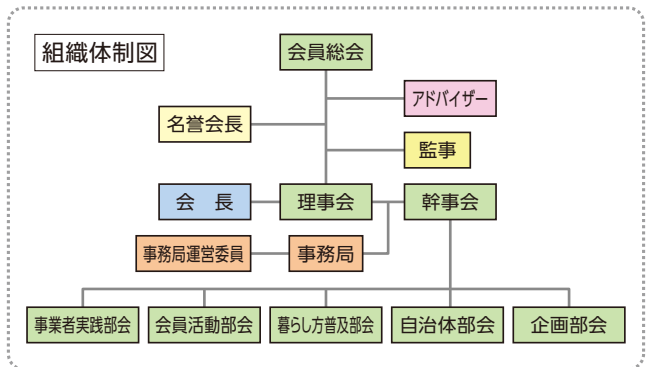 組織体制図
会員総会
アドバイザー
名誉会長
監事
会　長
理事会
幹事会
事務局運営委員
事務局
事業者実践部会
会員活動部会
暮らし方普及部会
自治体部会
企画部会